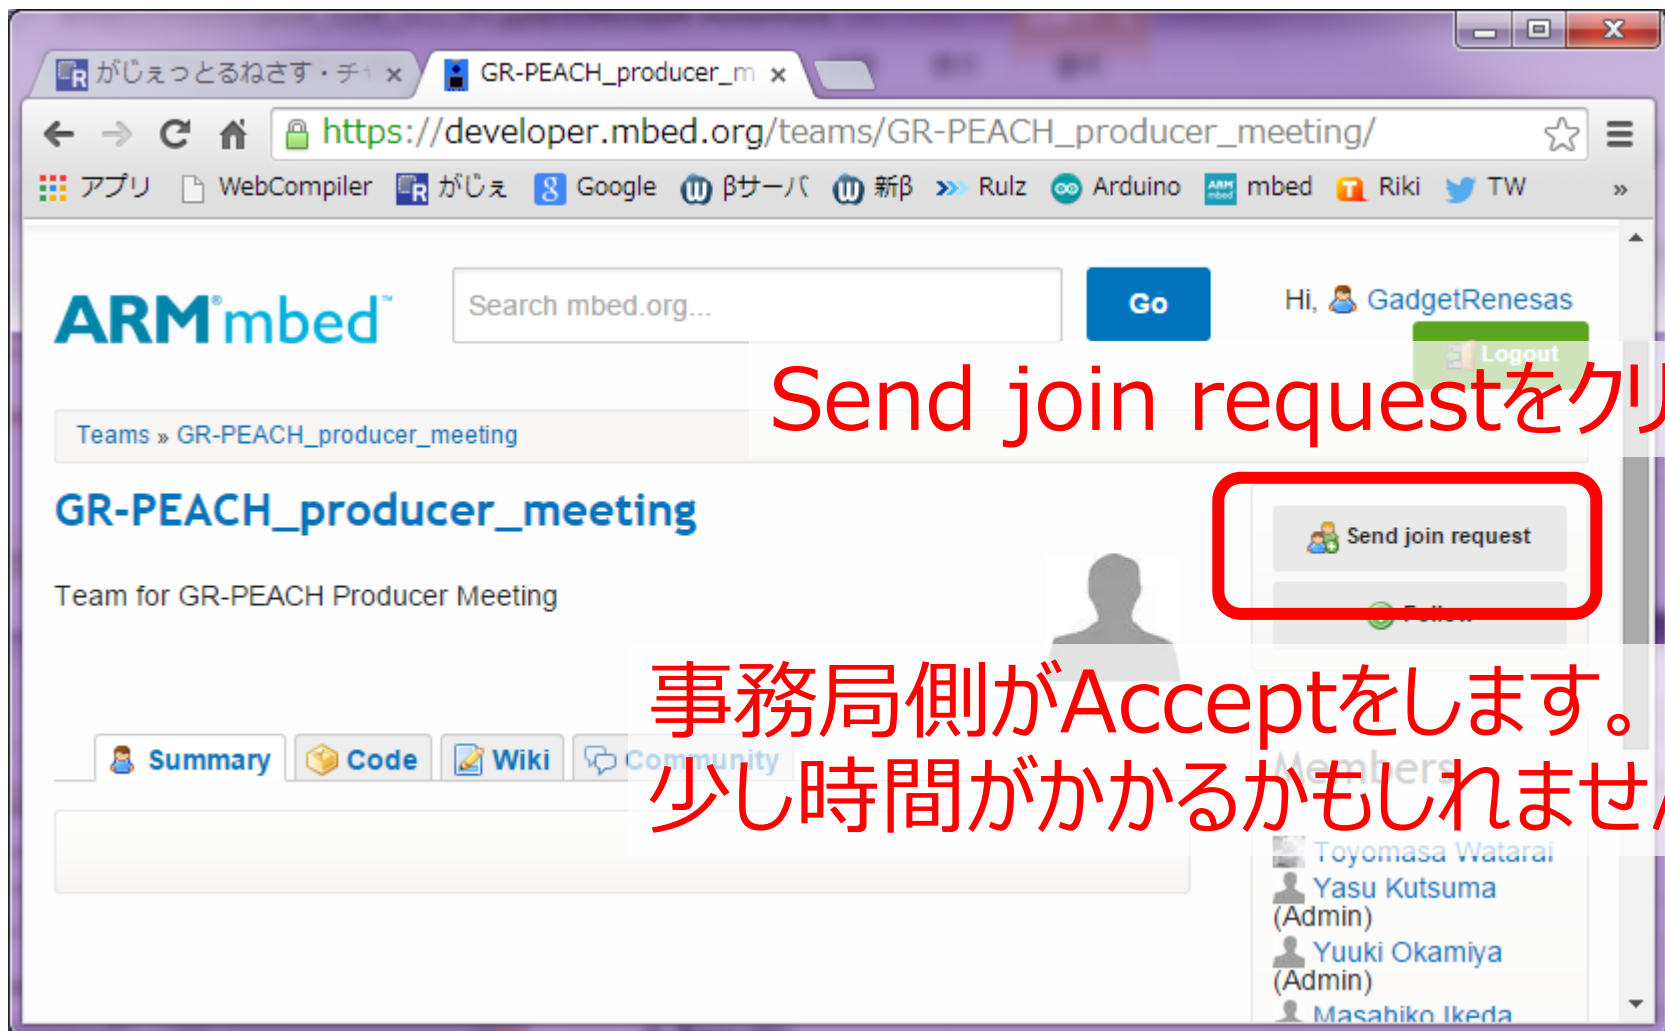 がじぇっとるねさす・チ
GR-PEACH_producer_m
https://developer.mbed.org/teams/GR-PEACH_producer_meeting/
アプリ WebCompiler がじぇ Google βサーバ 新β Rulz Arduino mbed Riki TW »
ARM®mbed™
Search mbed.org...
Go
Hi, GadgetRenesas
Logout
Send join requestをクリ
Teams » GR-PEACH_producer_meeting
GR-PEACH_producer_meeting
Send join request
Team for GR-PEACH Producer Meeting
Follow
事務局側がAcceptをします。
Summary Code Wiki Community
Members
少し時間がかかるかもしれませ
Toyomasa Watarai
Yasu Kutsuma
(Admin)
Yuuki Okamiya
(Admin)
Masahiko Ikeda